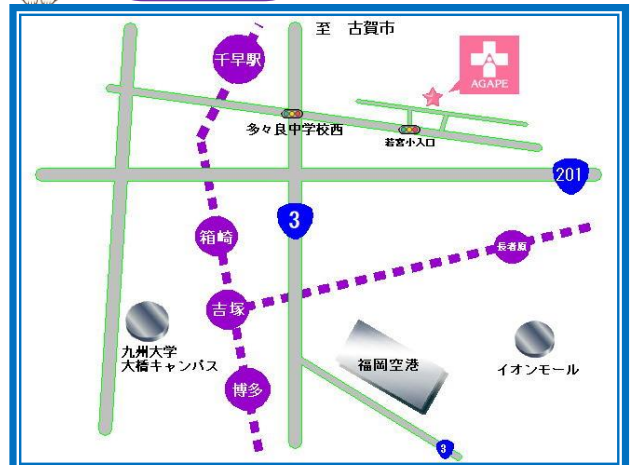 至 古賀市
千早駅
AGAPE
多々良中学校西
若宮小入口
201
3
箱崎
長者原
吉塚
九州大学
大橋キャンパス
福岡空港
イオンモール
博多
3